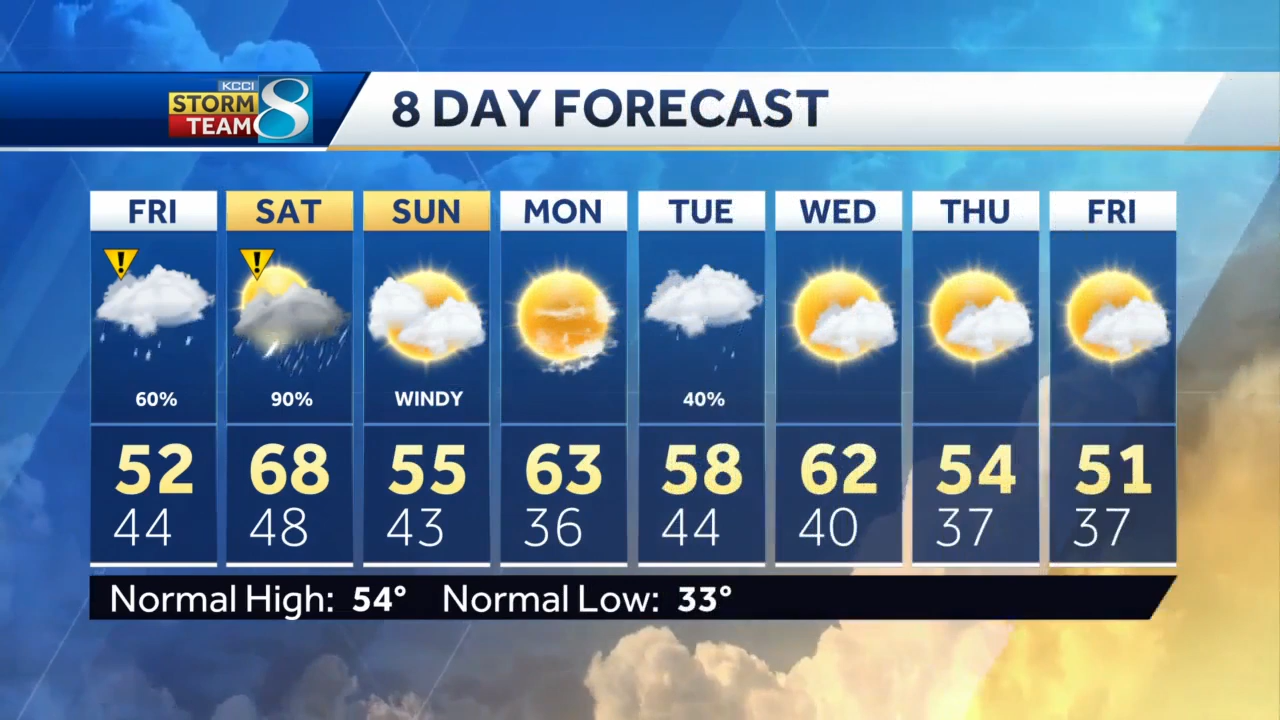 KCCI
STORM
TEAM 8
8 DAY FORECAST
FRI SAT SUN MON TUE WED THU FRI
! !
60% 90% WINDY 40%
52 68 55 63 58 62 54 51
44 48 43 36 44 40 37 37
Normal High: 54° Normal Low: 33°